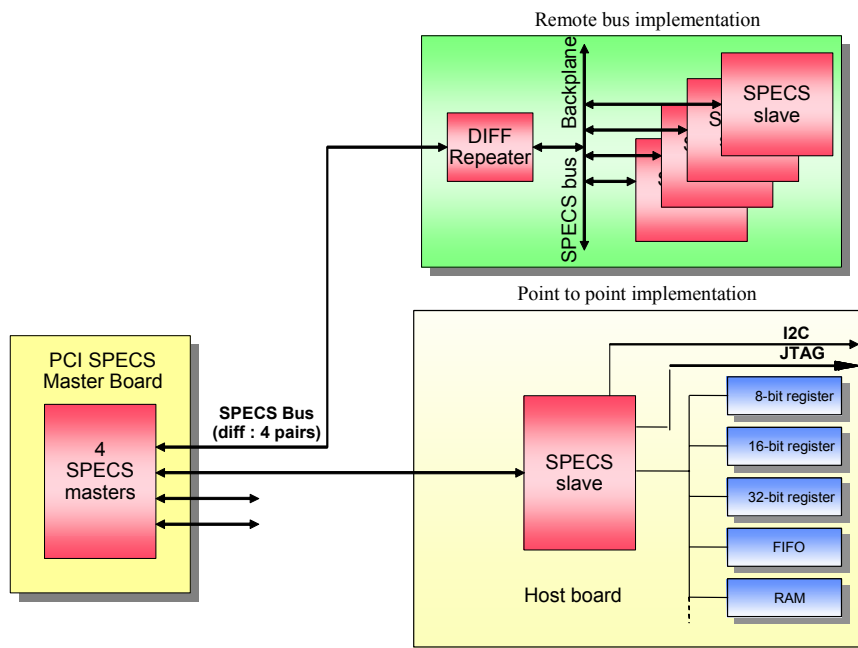 Remote bus implementation
SPECS bus
Backplane
DIFF
Repeater
SPECS
slave
S
S
S
Point to point implementation
I2C
JTAG
PCI SPECS
Master Board
4
SPECS
masters
SPECS Bus
(diff : 4 pairs)
SPECS
slave
8-bit register
16-bit register
32-bit register
FIFO
RAM
Host board